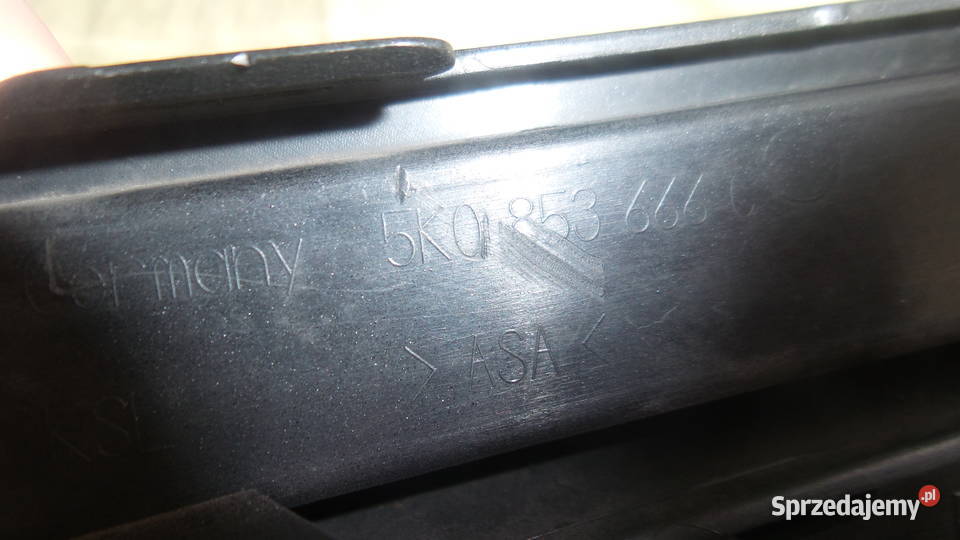 Germany 5K0 853 666 C
>ASA<
Sprzedajemy.pl